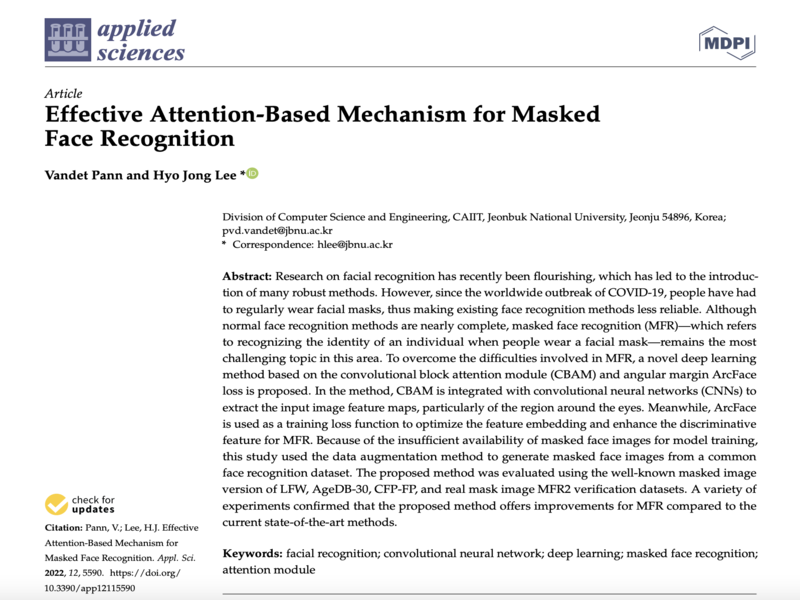 applied
sciences
MDPI
Article
Effective Attention-Based Mechanism for Masked
Face Recognition
Vandet Pann and Hyo Jong Lee *
iD
Division of Computer Science and Engineering, CAIIT, Jeonbuk National University, Jeonju 54896, Korea;
pvd.vandet@jbnu.ac.kr
* Correspondence: hlee@jbnu.ac.kr
Abstract: Research on facial recognition has recently been flourishing, which has led to the introduc-
tion of many robust methods. However, since the worldwide outbreak of COVID-19, people have had
to regularly wear facial masks, thus making existing face recognition methods less reliable. Although
normal face recognition methods are nearly complete, masked face recognition (MFR)—which refers
to recognizing the identity of an individual when people wear a facial mask—remains the most
challenging topic in this area. To overcome the difficulties involved in MFR, a novel deep learning
method based on the convolutional block attention module (CBAM) and angular margin ArcFace
loss is proposed. In the method, CBAM is integrated with convolutional neural networks (CNNs) to
extract the input image feature maps, particularly of the region around the eyes. Meanwhile, ArcFace
is used as a training loss function to optimize the feature embedding and enhance the discriminative
feature for MFR. Because of the insufficient availability of masked face images for model training,
this study used the data augmentation method to generate masked face images from a common
face recognition dataset. The proposed method was evaluated using the well-known masked image
version of LFW, AgeDB-30, CFP-FP, and real mask image MFR2 verification datasets. A variety of
experiments confirmed that the proposed method offers improvements for MFR compared to the
current state-of-the-art methods.
Keywords: facial recognition; convolutional neural network; deep learning; masked face recognition;
attention module
check for
updates
Citation: Pann, V.; Lee, H.J. Effective
Attention-Based Mechanism for
Masked Face Recognition. Appl. Sci.
2022, 12, 5590. https://doi.org/
10.3390/app12115590